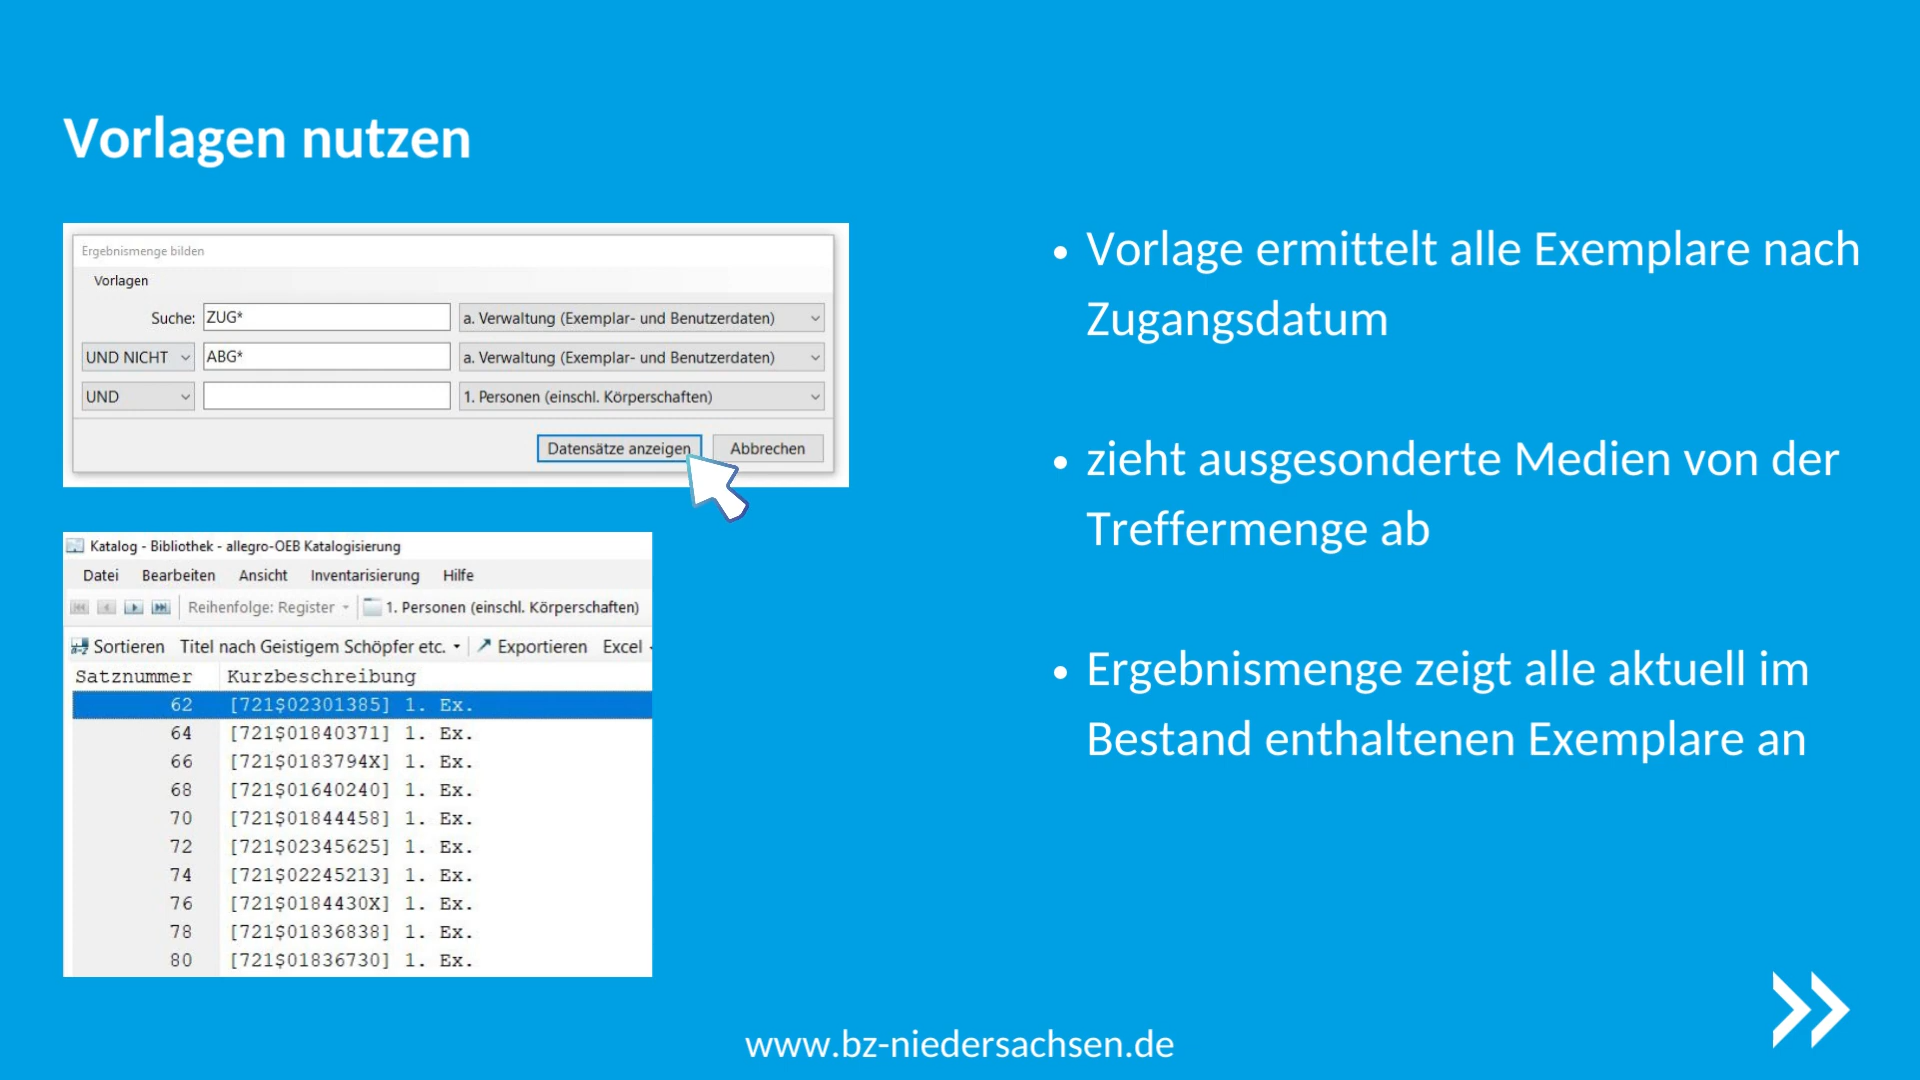 Vorlagen nutzen
Ergebnismenge bilden
Vorlagen
Suche: ZUG* a. Verwaltung (Exemplar- und Benutzerdaten)
UND NICHT ABG* a. Verwaltung (Exemplar- und Benutzerdaten)
UND 1. Personen (einschl. Körperschaften)
Datensätze anzeigen Abbrechen
Katalog - Bibliothek - allegro-OEB Katalogisierung
Datei Bearbeiten Ansicht Inventarisierung Hilfe
Reihenfolge: Register 1. Personen (einschl. Körperschaften)
Sortieren Titel nach Geistigem Schöpfer etc. Exportieren Excel
Satznummer Kurzbeschreibung
62 [721$02301385] 1. Ex.
64 [721$01840371] 1. Ex.
66 [721$0183794X] 1. Ex.
68 [721$01640240] 1. Ex.
70 [721$01844458] 1. Ex.
72 [721$02345625] 1. Ex.
74 [721$02245213] 1. Ex.
76 [721$0184430X] 1. Ex.
78 [721$01836838] 1. Ex.
80 [721$01836730] 1. Ex.
• Vorlage ermittelt alle Exemplare nach
Zugangsdatum
• zieht ausgesonderte Medien von der
Treffermenge ab
• Ergebnismenge zeigt alle aktuell im
Bestand enthaltenen Exemplare an
www.bz-niedersachsen.de